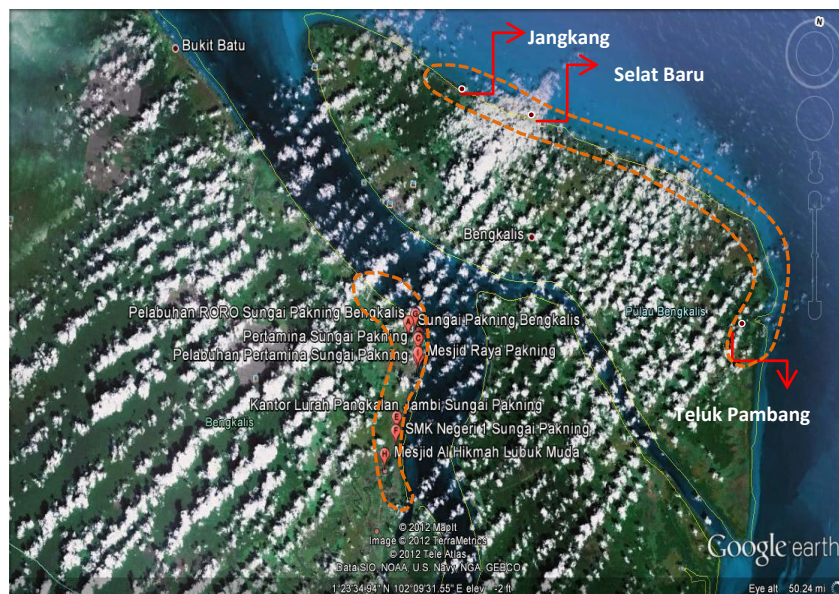 N
Jangkang
Bukit Batu
Selat Baru
Bengkalis
Pelabuhan RORO Sungai Pakning Bengkalis
Sungai Pakning Bengkalis
Pulau Bengkalis
Pertamina Sungai Pakning
Pelabuhan Pertamina Sungai Pakning
Mesjid Raya Pakning
Kantor Lurah Pangkalan Jambi Sungai Pakning
Teluk Pambang
Bengkalis
SMK Negeri 1 Sungai Pakning
Mesjid Al Hikmah Lubuk Muda
© 2012 MapIt
Image © 2012 TerraMetrics
© 2012 Tele Atlas
Data SIO, NOAA, U.S. Navy, NGA, GEBCO
Google earth
1°23'34.94" N 102°09'31.55" E elev -2 ft
Eye alt 50.24 mi